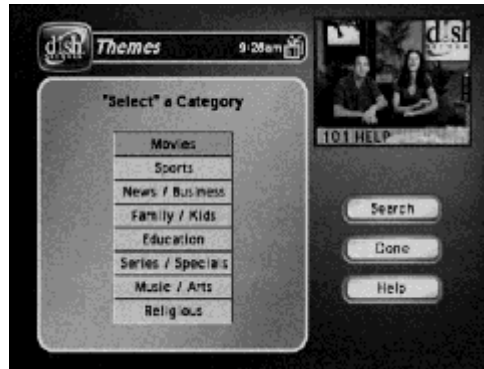 dish
NETWORK
Themes
9:28am
"Select" a Category
Movies
Sports
News / Business
Family / Kids
Education
Series / Specials
Music / Arts
Religious
dish
101 HELP
Search
Done
Help